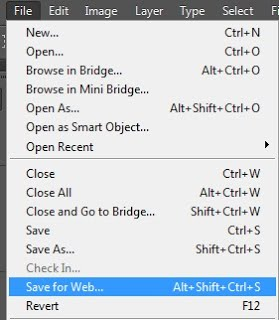 File Edit Image Layer Type Select
New... Ctrl+N
Open... Ctrl+O
Browse in Bridge... Alt+Ctrl+O
Browse in Mini Bridge...
Open As... Alt+Shift+Ctrl+O
Open as Smart Object...
Open Recent
Close Ctrl+W
Close All Alt+Ctrl+W
Close and Go to Bridge... Shift+Ctrl+W
Save Ctrl+S
Save As... Shift+Ctrl+S
Check In...
Save for Web... Alt+Shift+Ctrl+S
Revert F12